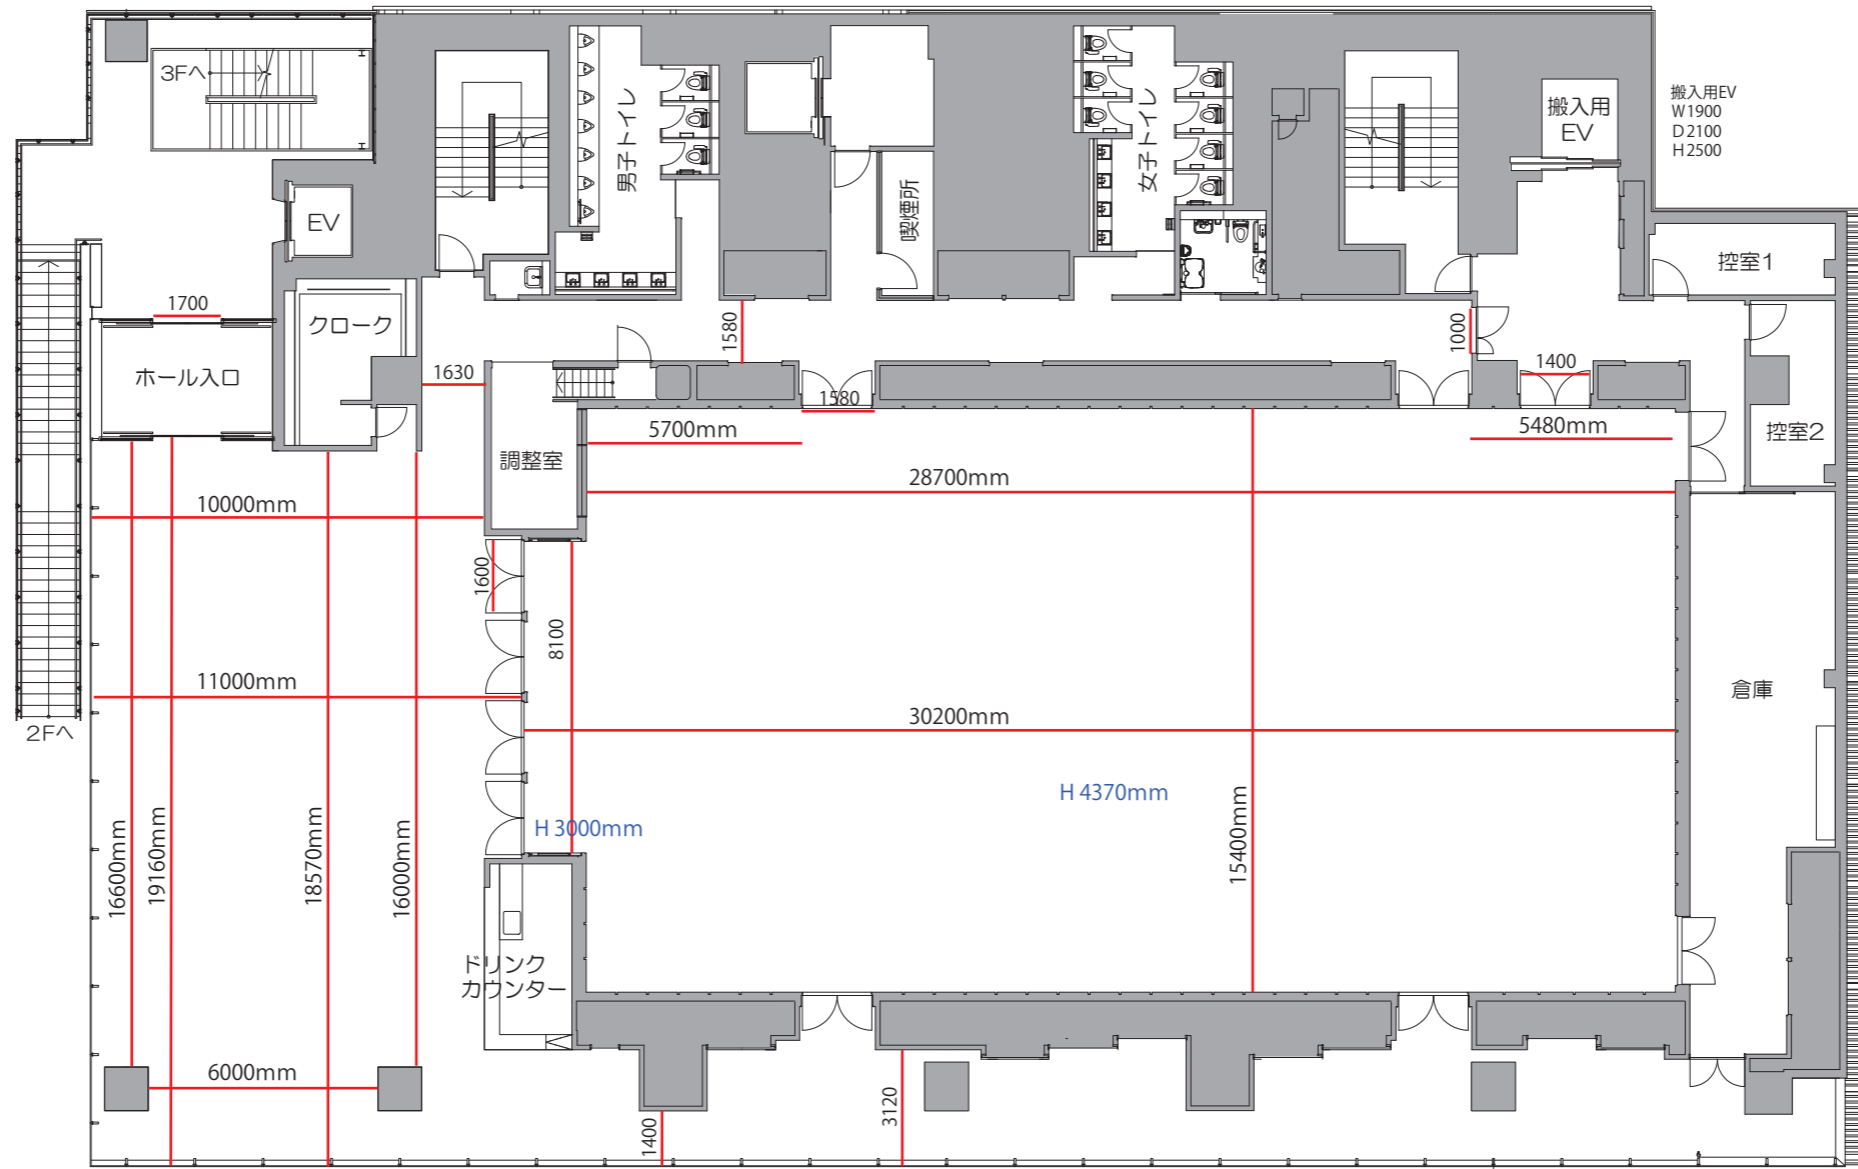 3Fへ
男子トイレ
女子トイレ
搬入用
EV
搬入用EV
W1900
D2100
H2500
EV
喫煙所
控室1
1700
クローク
1580
1000
ホール入口
1630
1400
1580
5700mm
5480mm
控室2
調整室
28700mm
10000mm
1600
8100
11000mm
30200mm
倉庫
2Fへ
H 4370mm
H 3000mm
16600mm
19160mm
18570mm
16000mm
15400mm
ドリンク
カウンター
6000mm
1400
3120